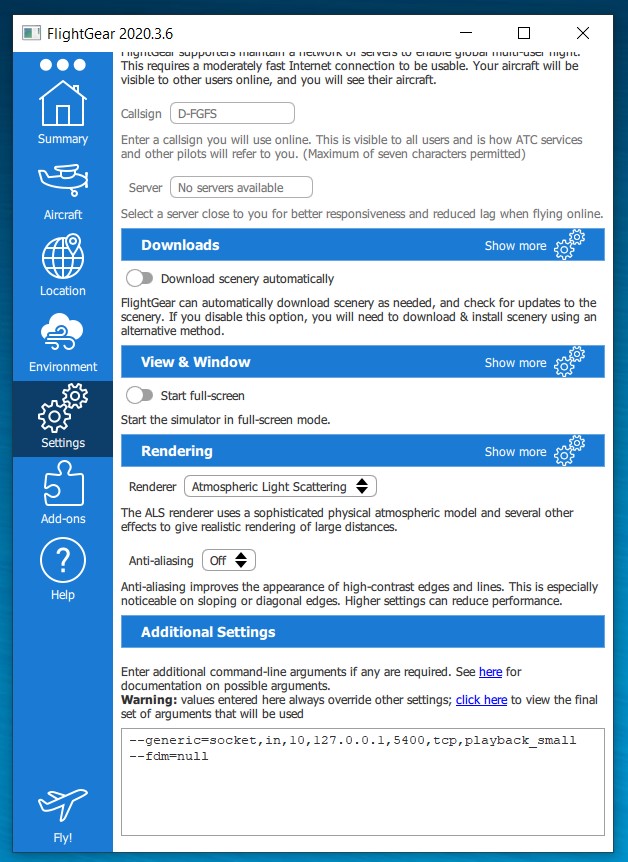 FlightGear 2020.3.6
FlightGear supporters maintain a network of servers to enable global multi-user flight.
This requires a moderately fast Internet connection to be usable. Your aircraft will be
visible to other users online, and you will see their aircraft.
Callsign D-FGFS
Enter a callsign you will use online. This is visible to all users and is how ATC services
and other pilots will refer to you. (Maximum of seven characters permitted)
Server No servers available
Select a server close to you for better responsiveness and reduced lag when flying online.
Downloads Show more
Download scenery automatically
FlightGear can automatically download scenery as needed, and check for updates to the
scenery. If you disable this option, you will need to download & install scenery using an
alternative method.
View & Window Show more
Start full-screen
Start the simulator in full-screen mode.
Rendering Show more
Renderer Atmospheric Light Scattering
The ALS renderer uses a sophisticated physical atmospheric model and several other
effects to give realistic rendering of large distances.
Anti-aliasing Off
Anti-aliasing improves the appearance of high-contrast edges and lines. This is especially
noticeable on sloping or diagonal edges. Higher settings can reduce performance.
Additional Settings
Enter additional command-line arguments if any are required. See here for
documentation on possible arguments.
Warning: values entered here always override other settings; click here to view the final
set of arguments that will be used
--generic=socket,in,10,127.0.0.1,5400,tcp,playback_small
--fdm=null
Summary
Aircraft
Location
Environment
Settings
Add-ons
?
Help
Fly!